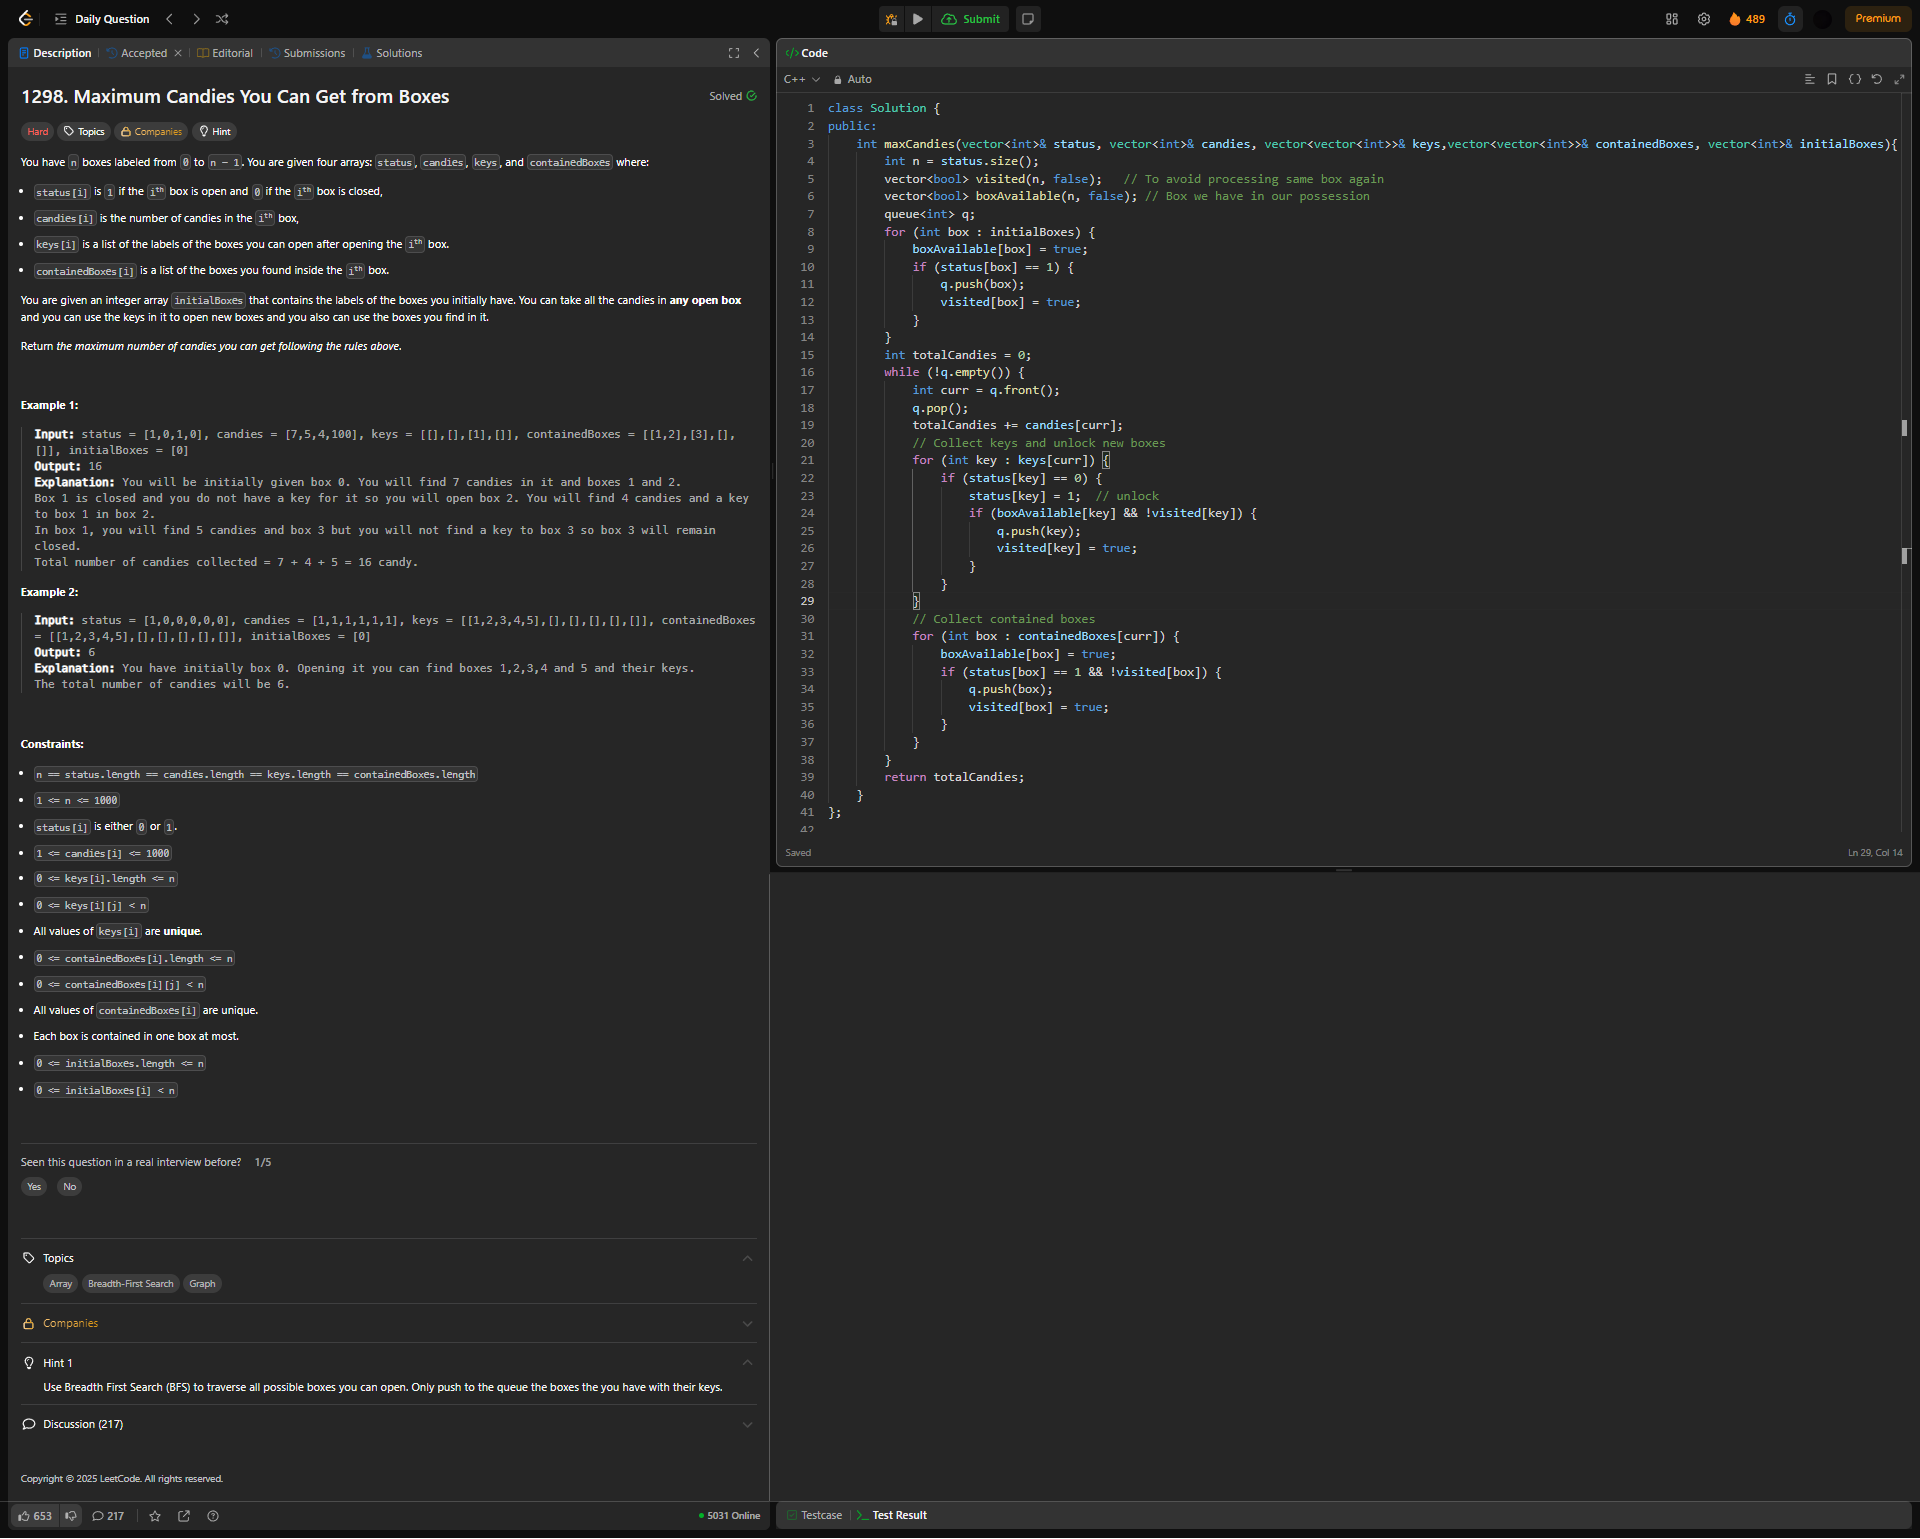 Daily Question
Submit
489
Premium
Description
Accepted
Editorial
Submissions
Solutions
1298. Maximum Candies You Can Get from Boxes
Solved
Hard
Topics
Companies
Hint
You have n boxes labeled from 0 to n - 1. You are given four arrays: status, candies, keys, and containedBoxes where:
• status[i] is 1 if the ith box is open and 0 if the ith box is closed,
• candies[i] is the number of candies in the ith box,
• keys[i] is a list of the labels of the boxes you can open after opening the ith box.
• containedBoxes[i] is a list of the boxes you found inside the ith box.
You are given an integer array initialBoxes that contains the labels of the boxes you initially have. You can take all the candies in any open box
and you can use the keys in it to open new boxes and you also can use the boxes you find in it.
Return the maximum number of candies you can get following the rules above.
Example 1:
Input: status = [1,0,1,0], candies = [7,5,4,100], keys = [[],[],[1],[]], containedBoxes = [[1,2],[3],[],
[]], initialBoxes = [0]
Output: 16
Explanation: You will be initially given box 0. You will find 7 candies in it and boxes 1 and 2.
Box 1 is closed and you do not have a key for it so you will open box 2. You will find 4 candies and a key
to box 1 in box 2.
In box 1, you will find 5 candies and box 3 but you will not find a key to box 3 so box 3 will remain
closed.
Total number of candies collected = 7 + 4 + 5 = 16 candy.
Example 2:
Input: status = [1,0,0,0,0,0], candies = [1,1,1,1,1,1], keys = [[1,2,3,4,5],[],[],[],[],[]], containedBoxes
= [[1,2,3,4,5],[],[],[],[],[]], initialBoxes = [0]
Output: 6
Explanation: You have initially box 0. Opening it you can find boxes 1,2,3,4 and 5 and their keys.
The total number of candies will be 6.
Constraints:
• n == status.length == candies.length == keys.length == containedBoxes.length
• 1 <= n <= 1000
• status[i] is either 0 or 1.
• 1 <= candies[i] <= 1000
• 0 <= keys[i].length <= n
• 0 <= keys[i][j] < n
• All values of keys[i] are unique.
• 0 <= containedBoxes[i].length <= n
• 0 <= containedBoxes[i][j] < n
• All values of containedBoxes[i] are unique.
• Each box is contained in one box at most.
• 0 <= initialBoxes.length <= n
• 0 <= initialBoxes[i] < n
Seen this question in a real interview before? 1/5
Yes
No
Topics
Array
Breadth-First Search
Graph
Companies
Hint 1
Use Breadth First Search (BFS) to traverse all possible boxes you can open. Only push to the queue the boxes the you have with their keys.
Discussion (217)
Copyright © 2025 LeetCode. All rights reserved.
653
217
5031 Online
</> Code
C++
Auto
1 class Solution {
2 public:
3     int maxCandies(vector<int>& status, vector<int>& candies, vector<vector<int>>& keys,vector<vector<int>>& containedBoxes, vector<int>& initialBoxes){
4         int n = status.size();
5         vector<bool> visited(n, false);   // To avoid processing same box again
6         vector<bool> boxAvailable(n, false); // Box we have in our possession
7         queue<int> q;
8         for (int box : initialBoxes) {
9             boxAvailable[box] = true;
10             if (status[box] == 1) {
11                 q.push(box);
12                 visited[box] = true;
13             }
14         }
15         int totalCandies = 0;
16         while (!q.empty()) {
17             int curr = q.front();
18             q.pop();
19             totalCandies += candies[curr];
20             // Collect keys and unlock new boxes
21             for (int key : keys[curr]) {
22                 if (status[key] == 0) {
23                     status[key] = 1;  // unlock
24                     if (boxAvailable[key] && !visited[key]) {
25                         q.push(key);
26                         visited[key] = true;
27                     }
28                 }
29             }
30             // Collect contained boxes
31             for (int box : containedBoxes[curr]) {
32                 boxAvailable[box] = true;
33                 if (status[box] == 1 && !visited[box]) {
34                     q.push(box);
35                     visited[box] = true;
36                 }
37             }
38         }
39         return totalCandies;
40     }
41 };
42
Saved
Ln 29, Col 14
Testcase
Test Result